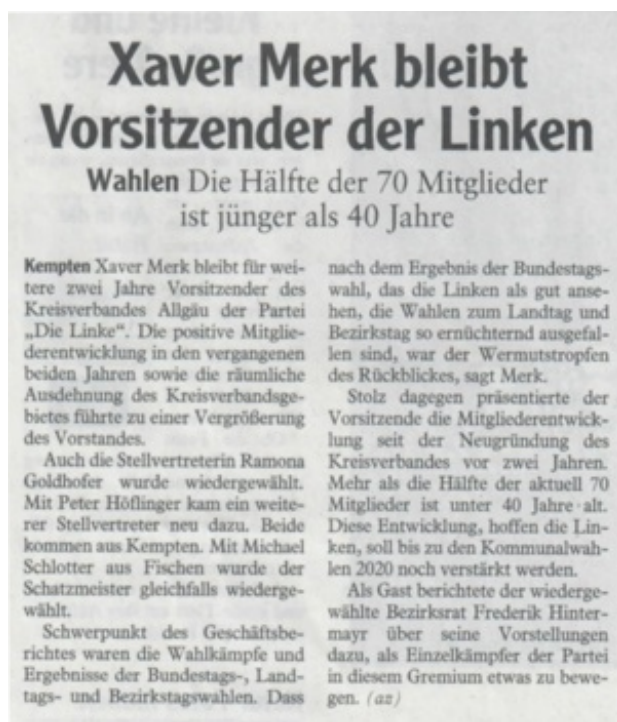 Xaver Merk bleibt
Vorsitzender der Linken
Wahlen Die Hälfte der 70 Mitglieder
ist jünger als 40 Jahre
Kempten Xaver Merk bleibt für wei-
tere zwei Jahre Vorsitzender des
Kreisverbandes Allgäu der Partei
„Die Linke“. Die positive Mitglie-
derentwicklung in den vergangenen
beiden Jahren sowie die räumliche
Ausdehnung des Kreisverbandsge-
bietes führte zu einer Vergrößerung
des Vorstandes.
Auch die Stellvertreterin Ramona
Goldhofer wurde wiedergewählt.
Mit Peter Höflinger kam ein weite-
rer Stellvertreter neu dazu. Beide
kommen aus Kempten. Mit Michael
Schlotter aus Fischen wurde der
Schatzmeister gleichfalls wiederge-
wählt.
Schwerpunkt des Geschäftsbe-
richtes waren die Wahlkämpfe und
Ergebnisse der Bundestags-, Land-
tags- und Bezirkstagswahlen. Dass
nach dem Ergebnis der Bundestags-
wahl, das die Linken als gut anse-
hen, die Wahlen zum Landtag und
Bezirkstag so ernüchternd ausgefal-
len sind, war der Wermutstropfen
des Rückblickes, sagt Merk.
Stolz dagegen präsentierte der
Vorsitzende die Mitgliederentwick-
lung seit der Neugründung des
Kreisverbandes vor zwei Jahren.
Mehr als die Hälfte der aktuell 70
Mitglieder ist unter 40 Jahre alt.
Diese Entwicklung, hoffen die Lin-
ken, soll bis zu den Kommunalwah-
len 2020 noch verstärkt werden.
Als Gast berichtete der wiederge-
wählte Bezirksrat Frederik Hinter-
mayr über seine Vorstellungen
dazu, als Einzelkämpfer der Partei
in diesem Gremium etwas zu bewe-
gen. (az)